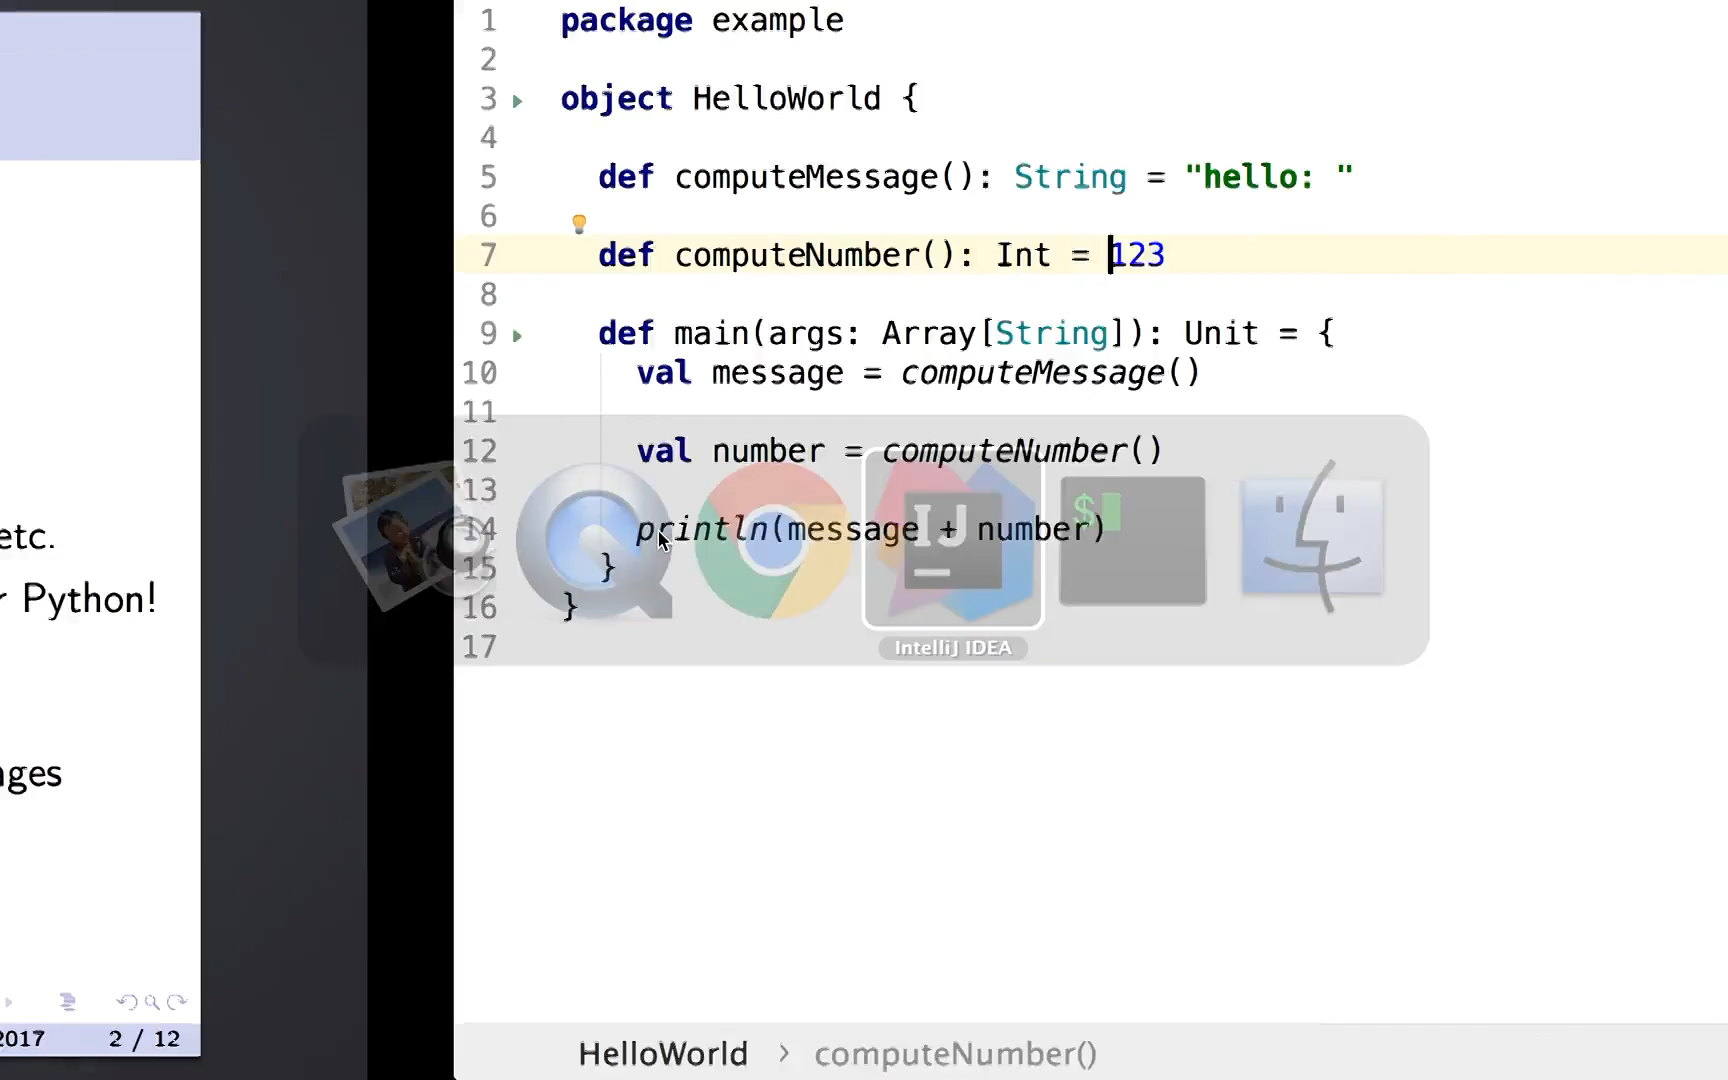 etc.
r Python!
ages
2017
2 / 12
1 package example
2
3 object HelloWorld {
4
5 def computeMessage(): String = "hello: "
6
7 def computeNumber(): Int = 123
8
9 def main(args: Array[String]): Unit = {
10 val message = computeMessage()
11
12 val number = computeNumber()
13
14 println(message + number)
15 }
16 }
17
IJ
$
IntelliJ IDEA
HelloWorld > computeNumber()